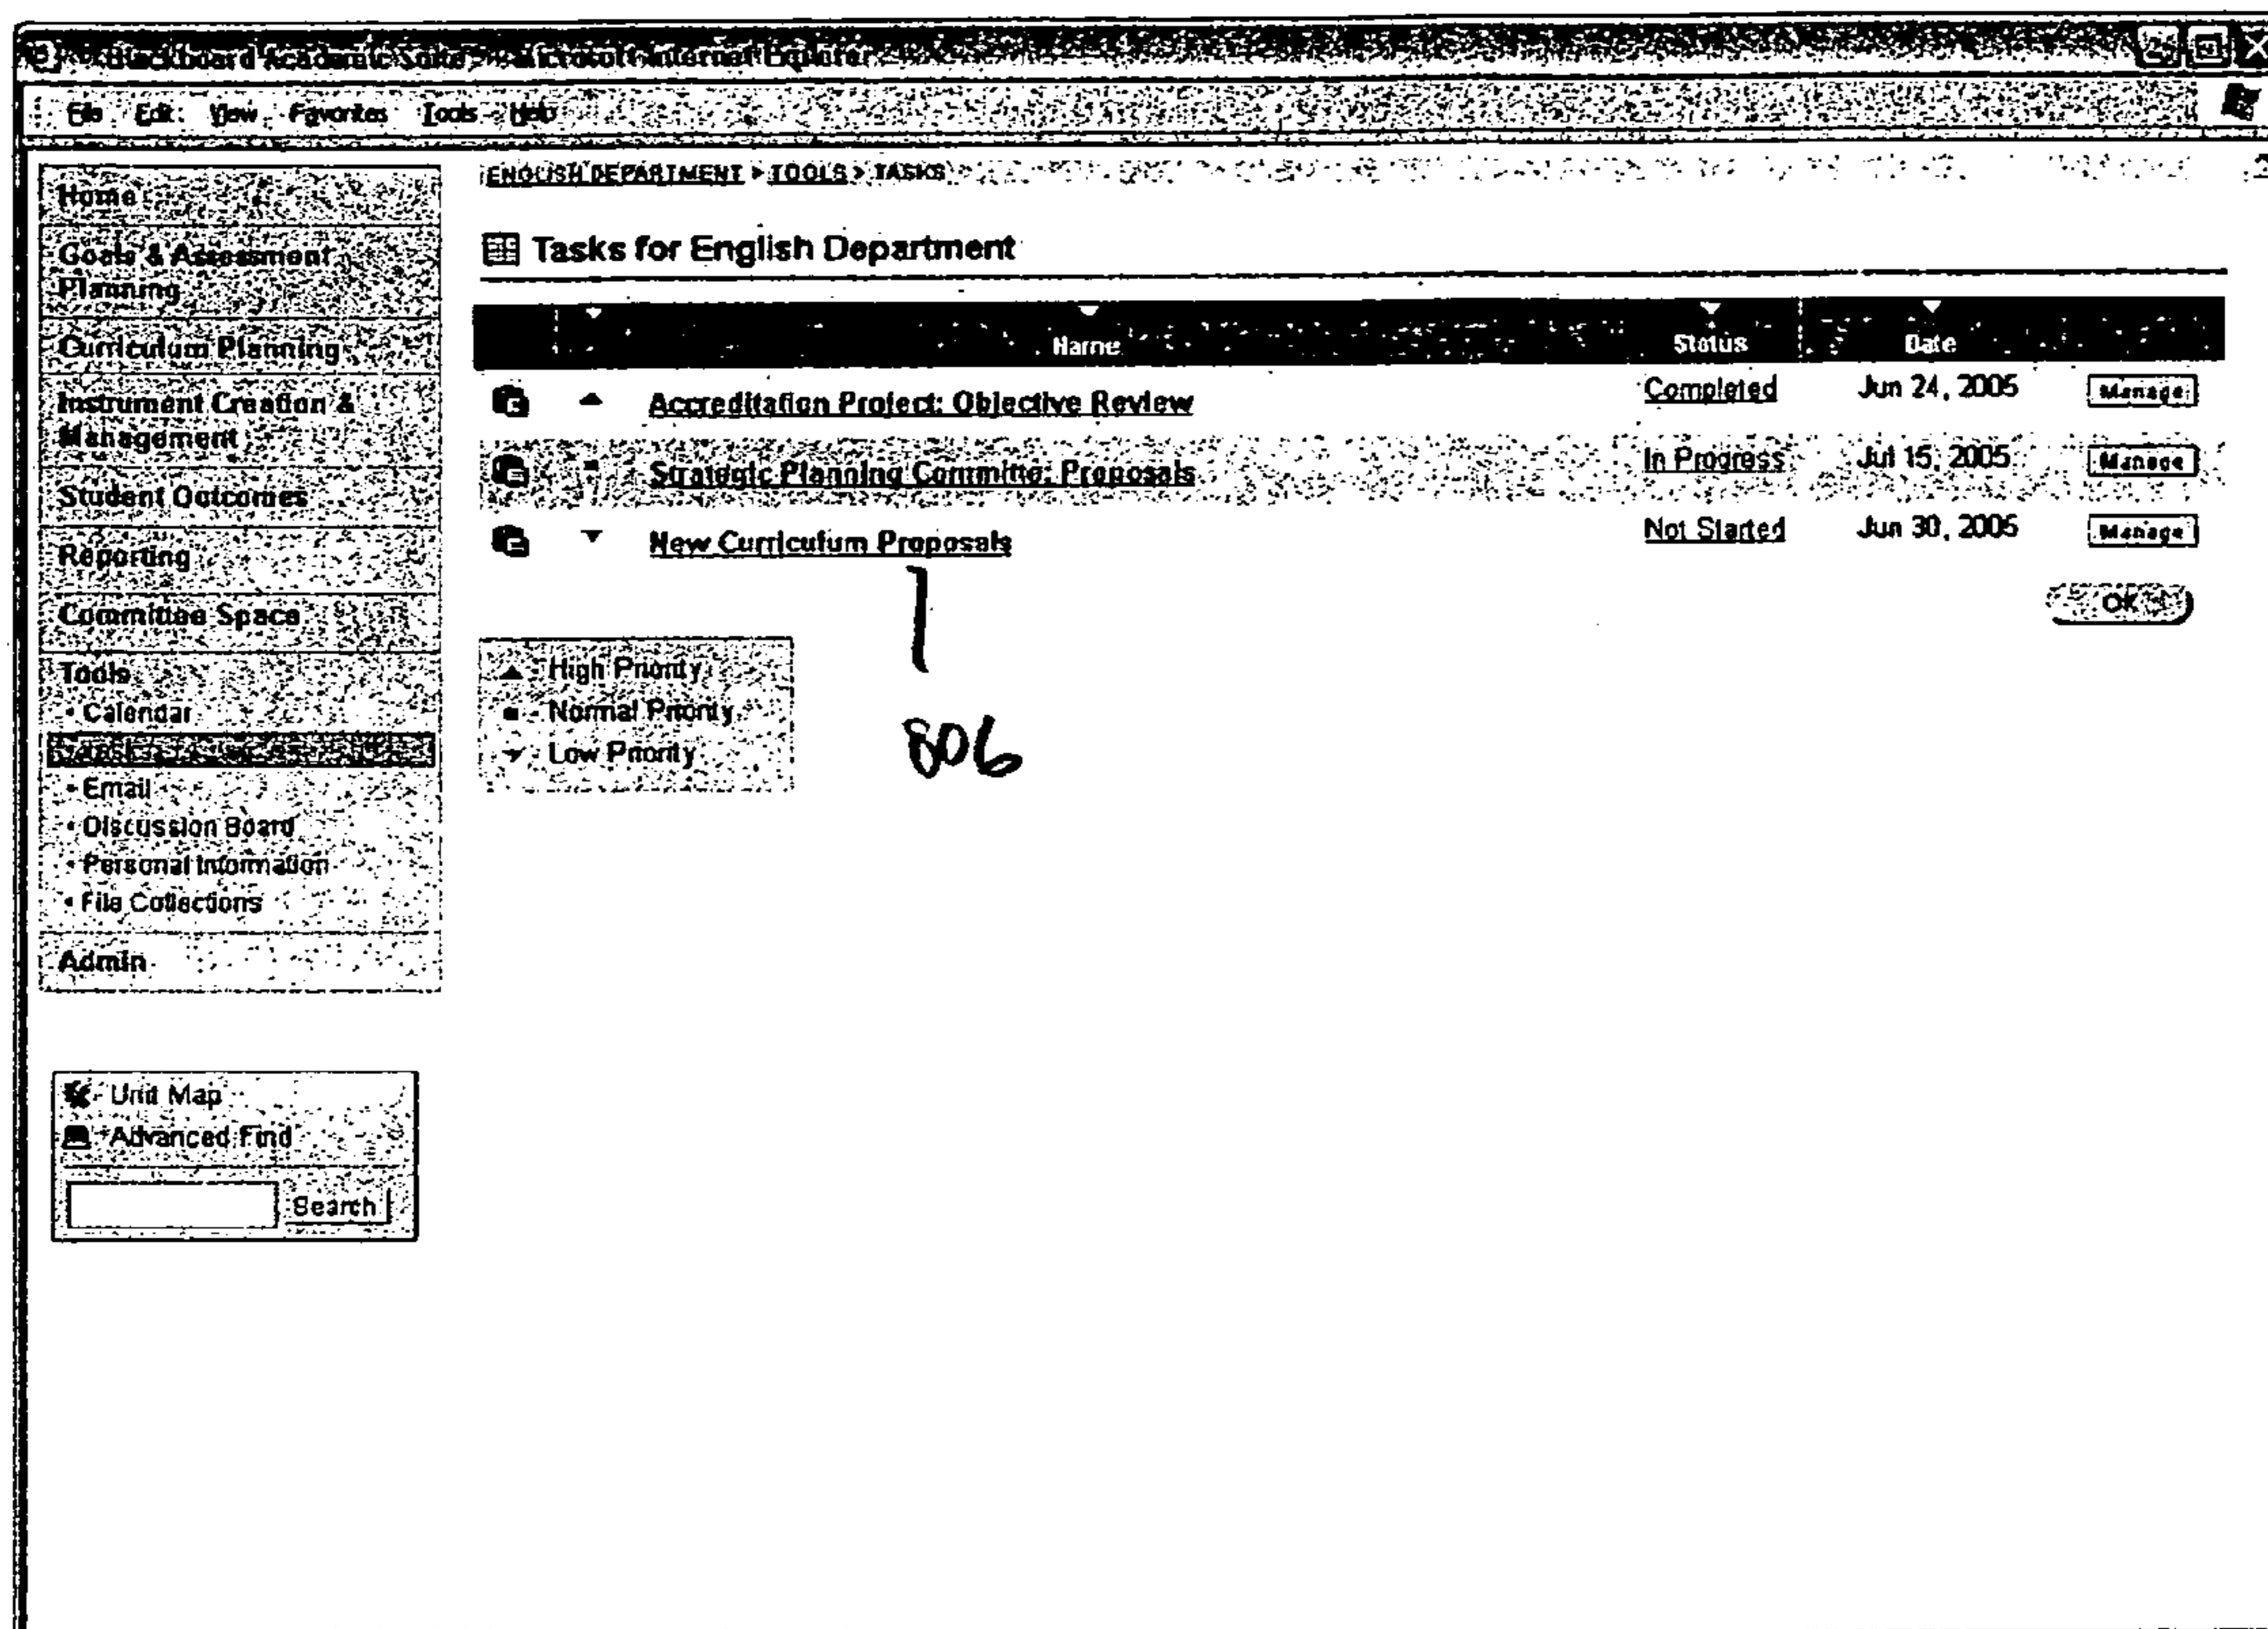 Blackboard Academic Suite - Microsoft Internet Explorer
File Edit View Favorites Tools Help
ENGLISH DEPARTMENT > TOOLS > TASKS
Home
Goals & Assessment
Planning
Curriculum Planning
Instrument Creation &
Management
Student Outcomes
Reporting
Committee Space
Tools
• Calendar
• Email
• Discussion Board
• Personal Information
• File Collections
Admin
Unit Map
Advanced Find
Search
Tasks for English Department
Name Status Date
Accreditation Project: Objective Review Completed Jun 24, 2005 Manage
Strategic Planning Committe: Proposals In Progress Jul 15, 2005 Manage
New Curriculum Proposals Not Started Jun 30, 2005 Manage
OK
▲ - High Priority
■ - Normal Priority
▼ - Low Priority
806